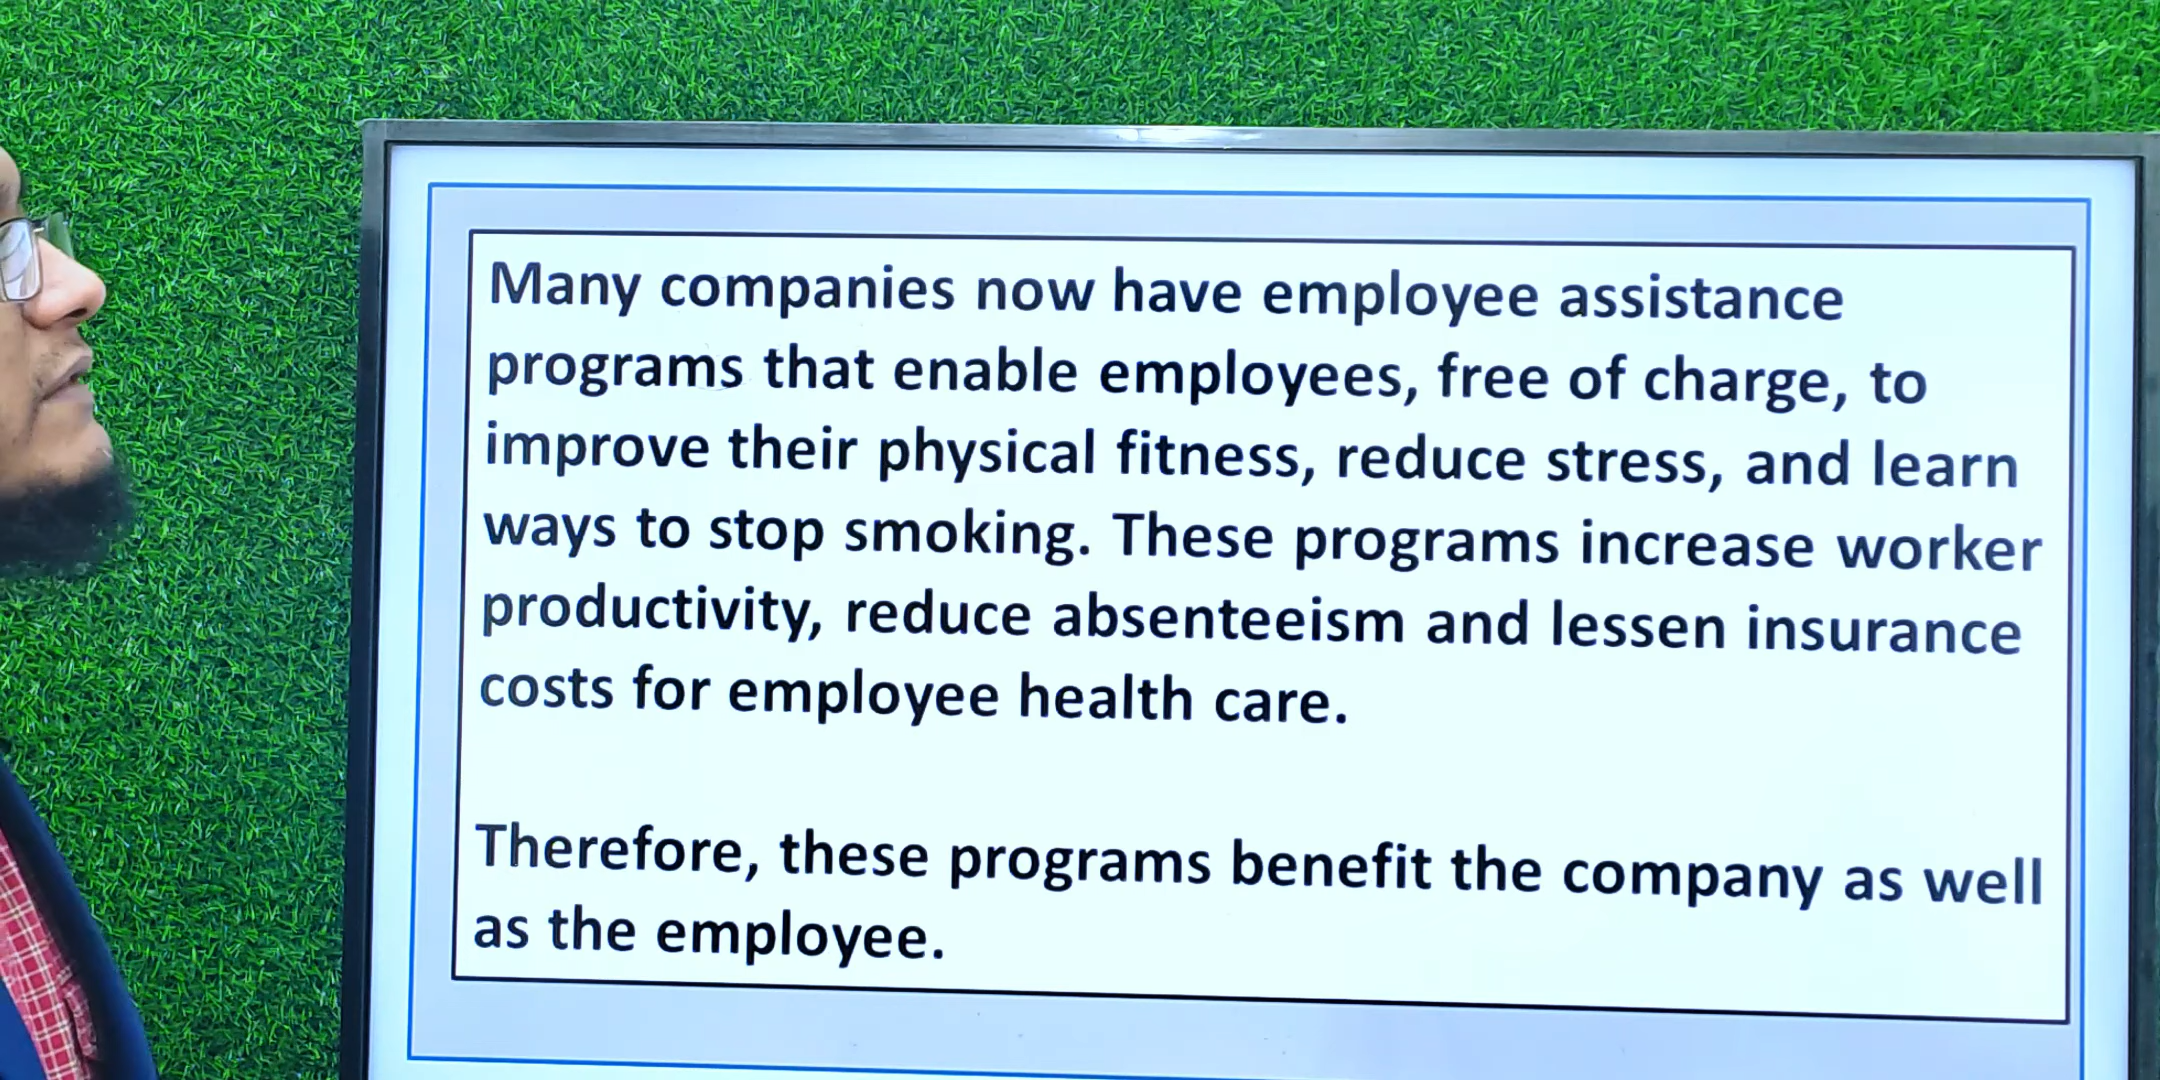 Many companies now have employee assistance
programs that enable employees, free of charge, to
improve their physical fitness, reduce stress, and learn
ways to stop smoking. These programs increase worker
productivity, reduce absenteeism and lessen insurance
costs for employee health care.
Therefore, these programs benefit the company as well
as the employee.